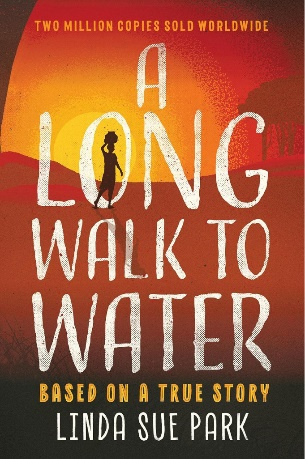 TWO MILLION COPIES SOLD WORLDWIDE
A
LONG
WALK TO
WATER
BASED ON A TRUE STORY
LINDA SUE PARK